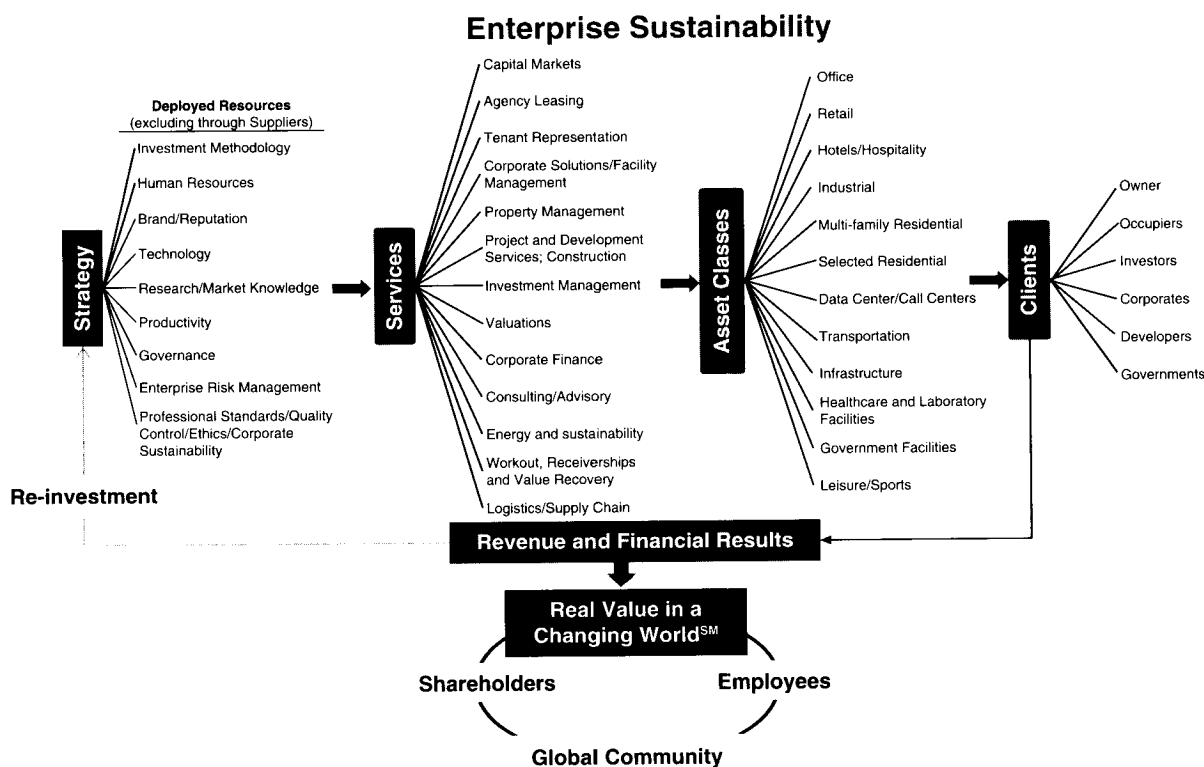 Enterprise Sustainability
Deployed Resources
(excluding through Suppliers)
Strategy
Investment Methodology
Human Resources
Brand/Reputation
Technology
Research/Market Knowledge
Productivity
Governance
Enterprise Risk Management
Professional Standards/Quality
Control/Ethics/Corporate
Sustainability
Services
Capital Markets
Agency Leasing
Tenant Representation
Corporate Solutions/Facility
Management
Property Management
Project and Development
Services; Construction
Investment Management
Valuations
Corporate Finance
Consulting/Advisory
Energy and sustainability
Workout, Receiverships
and Value Recovery
Logistics/Supply Chain
Asset Classes
Office
Retail
Hotels/Hospitality
Industrial
Multi-family Residential
Selected Residential
Data Center/Call Centers
Transportation
Infrastructure
Healthcare and Laboratory
Facilities
Government Facilities
Leisure/Sports
Clients
Owner
Occupiers
Investors
Corporates
Developers
Governments
Re-investment
Revenue and Financial Results
Real Value in a
Changing World℠
Shareholders
Employees
Global Community